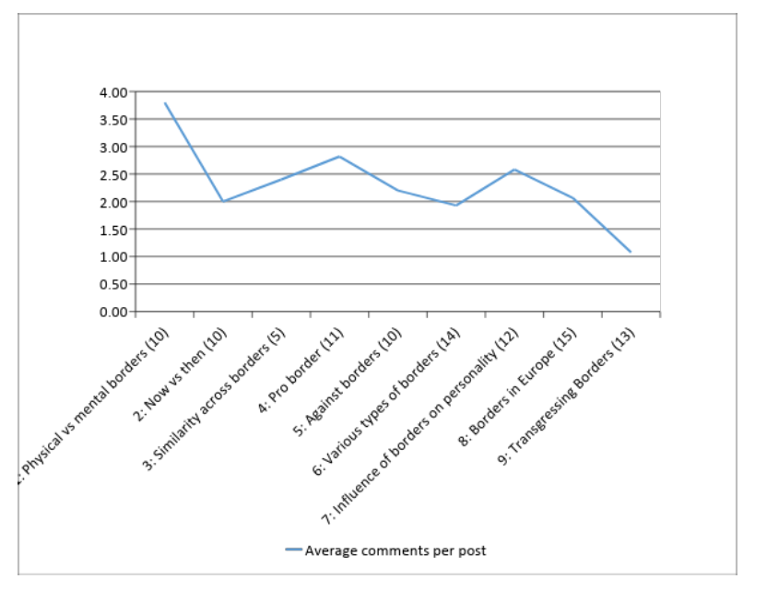 4.00
3.50
3.00
2.50
2.00
1.50
1.00
0.50
0.00
: Physical vs mental borders (10)
2: Now vs then (10)
3: Similarity across borders (5)
4: Pro border (11)
5: Against borders (10)
6: Various types of borders (14)
7: Influence of borders on personality (12)
8: Borders in Europe (15)
9: Transgressing Borders (13)
Average comments per post